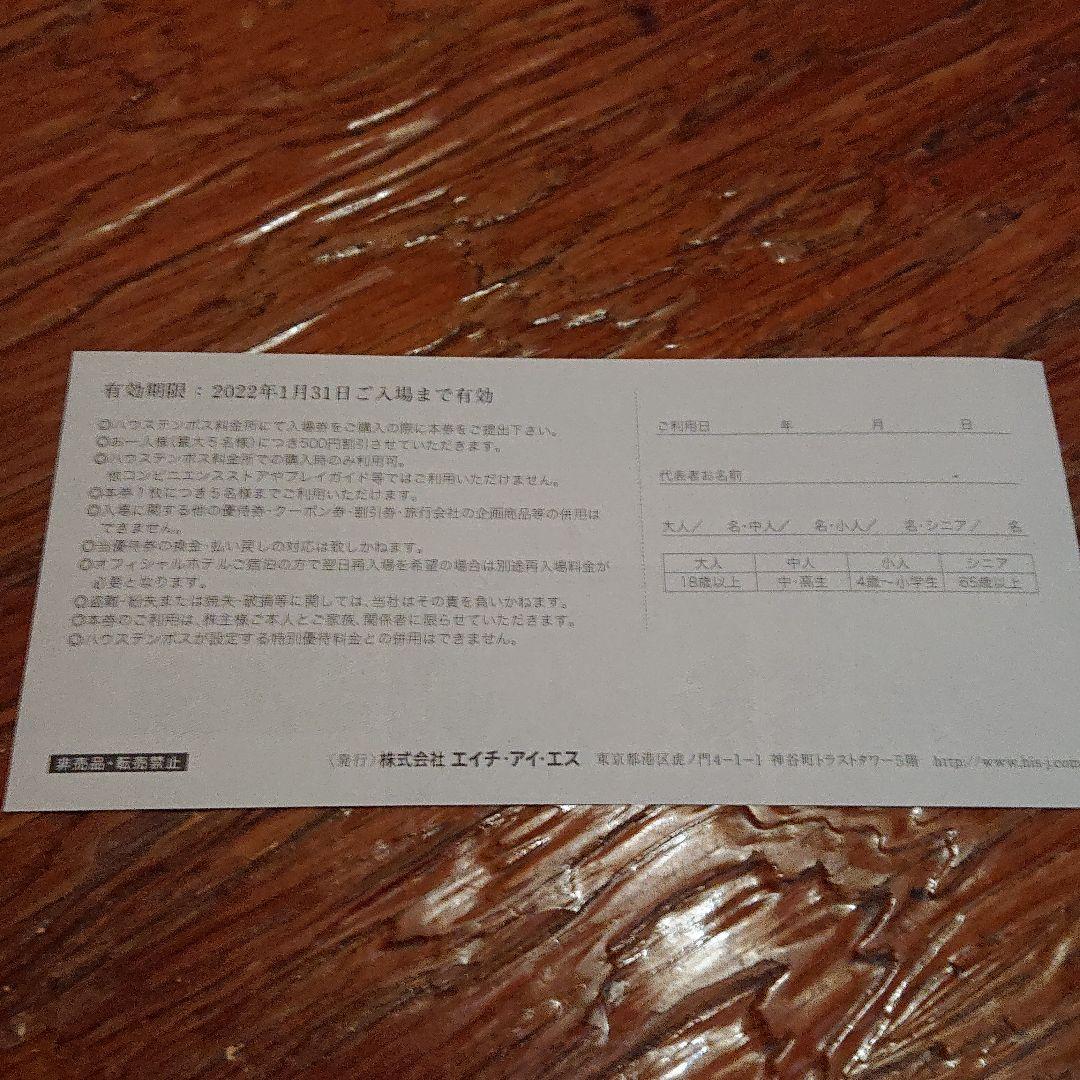 有効期限：2022年1月31日ご入場まで有効
◎ハウステンボス料金所にて入場券をご購入の際に本券をご提出下さい。
◎お一人様（最大5名様）につき500円割引させていただきます。
◎ハウステンボス料金所での購入時のみ利用可。
他コンビニエンスストアやプレイガイド等ではご利用いただけません。
◎本券1枚につき5名様までご利用いただけます。
◎入場に関する他の優待券・クーポン券・割引券・旅行会社の企画商品等の併用は
できません。
◎当優待券の換金・払い戻しの対応は致しかねます。
◎オフィシャルホテルご宿泊の方で翌日再入場を希望の場合は別途再入場料金が
必要となります。
◎盗難・紛失または焼失・破損等に関しては、当社はその責を負いかねます。
◎本券のご利用は、株主様ご本人とご家族、関係者に限らせていただきます。
◎ハウステンボスが設定する特別優待料金との併用はできません。
ご利用日 年 月 日
代表者お名前
大人／ 名・中人／ 名・小人／ 名・シニア／ 名
大人 中人 小人 シニア
18歳以上 中・高生 4歳～小学生 65歳以上
非売品・転売禁止
（発行）株式会社 エイチ・アイ・エス 東京都港区虎ノ門4-1-1 神谷町トラストタワー5階 http://www.his-j.com